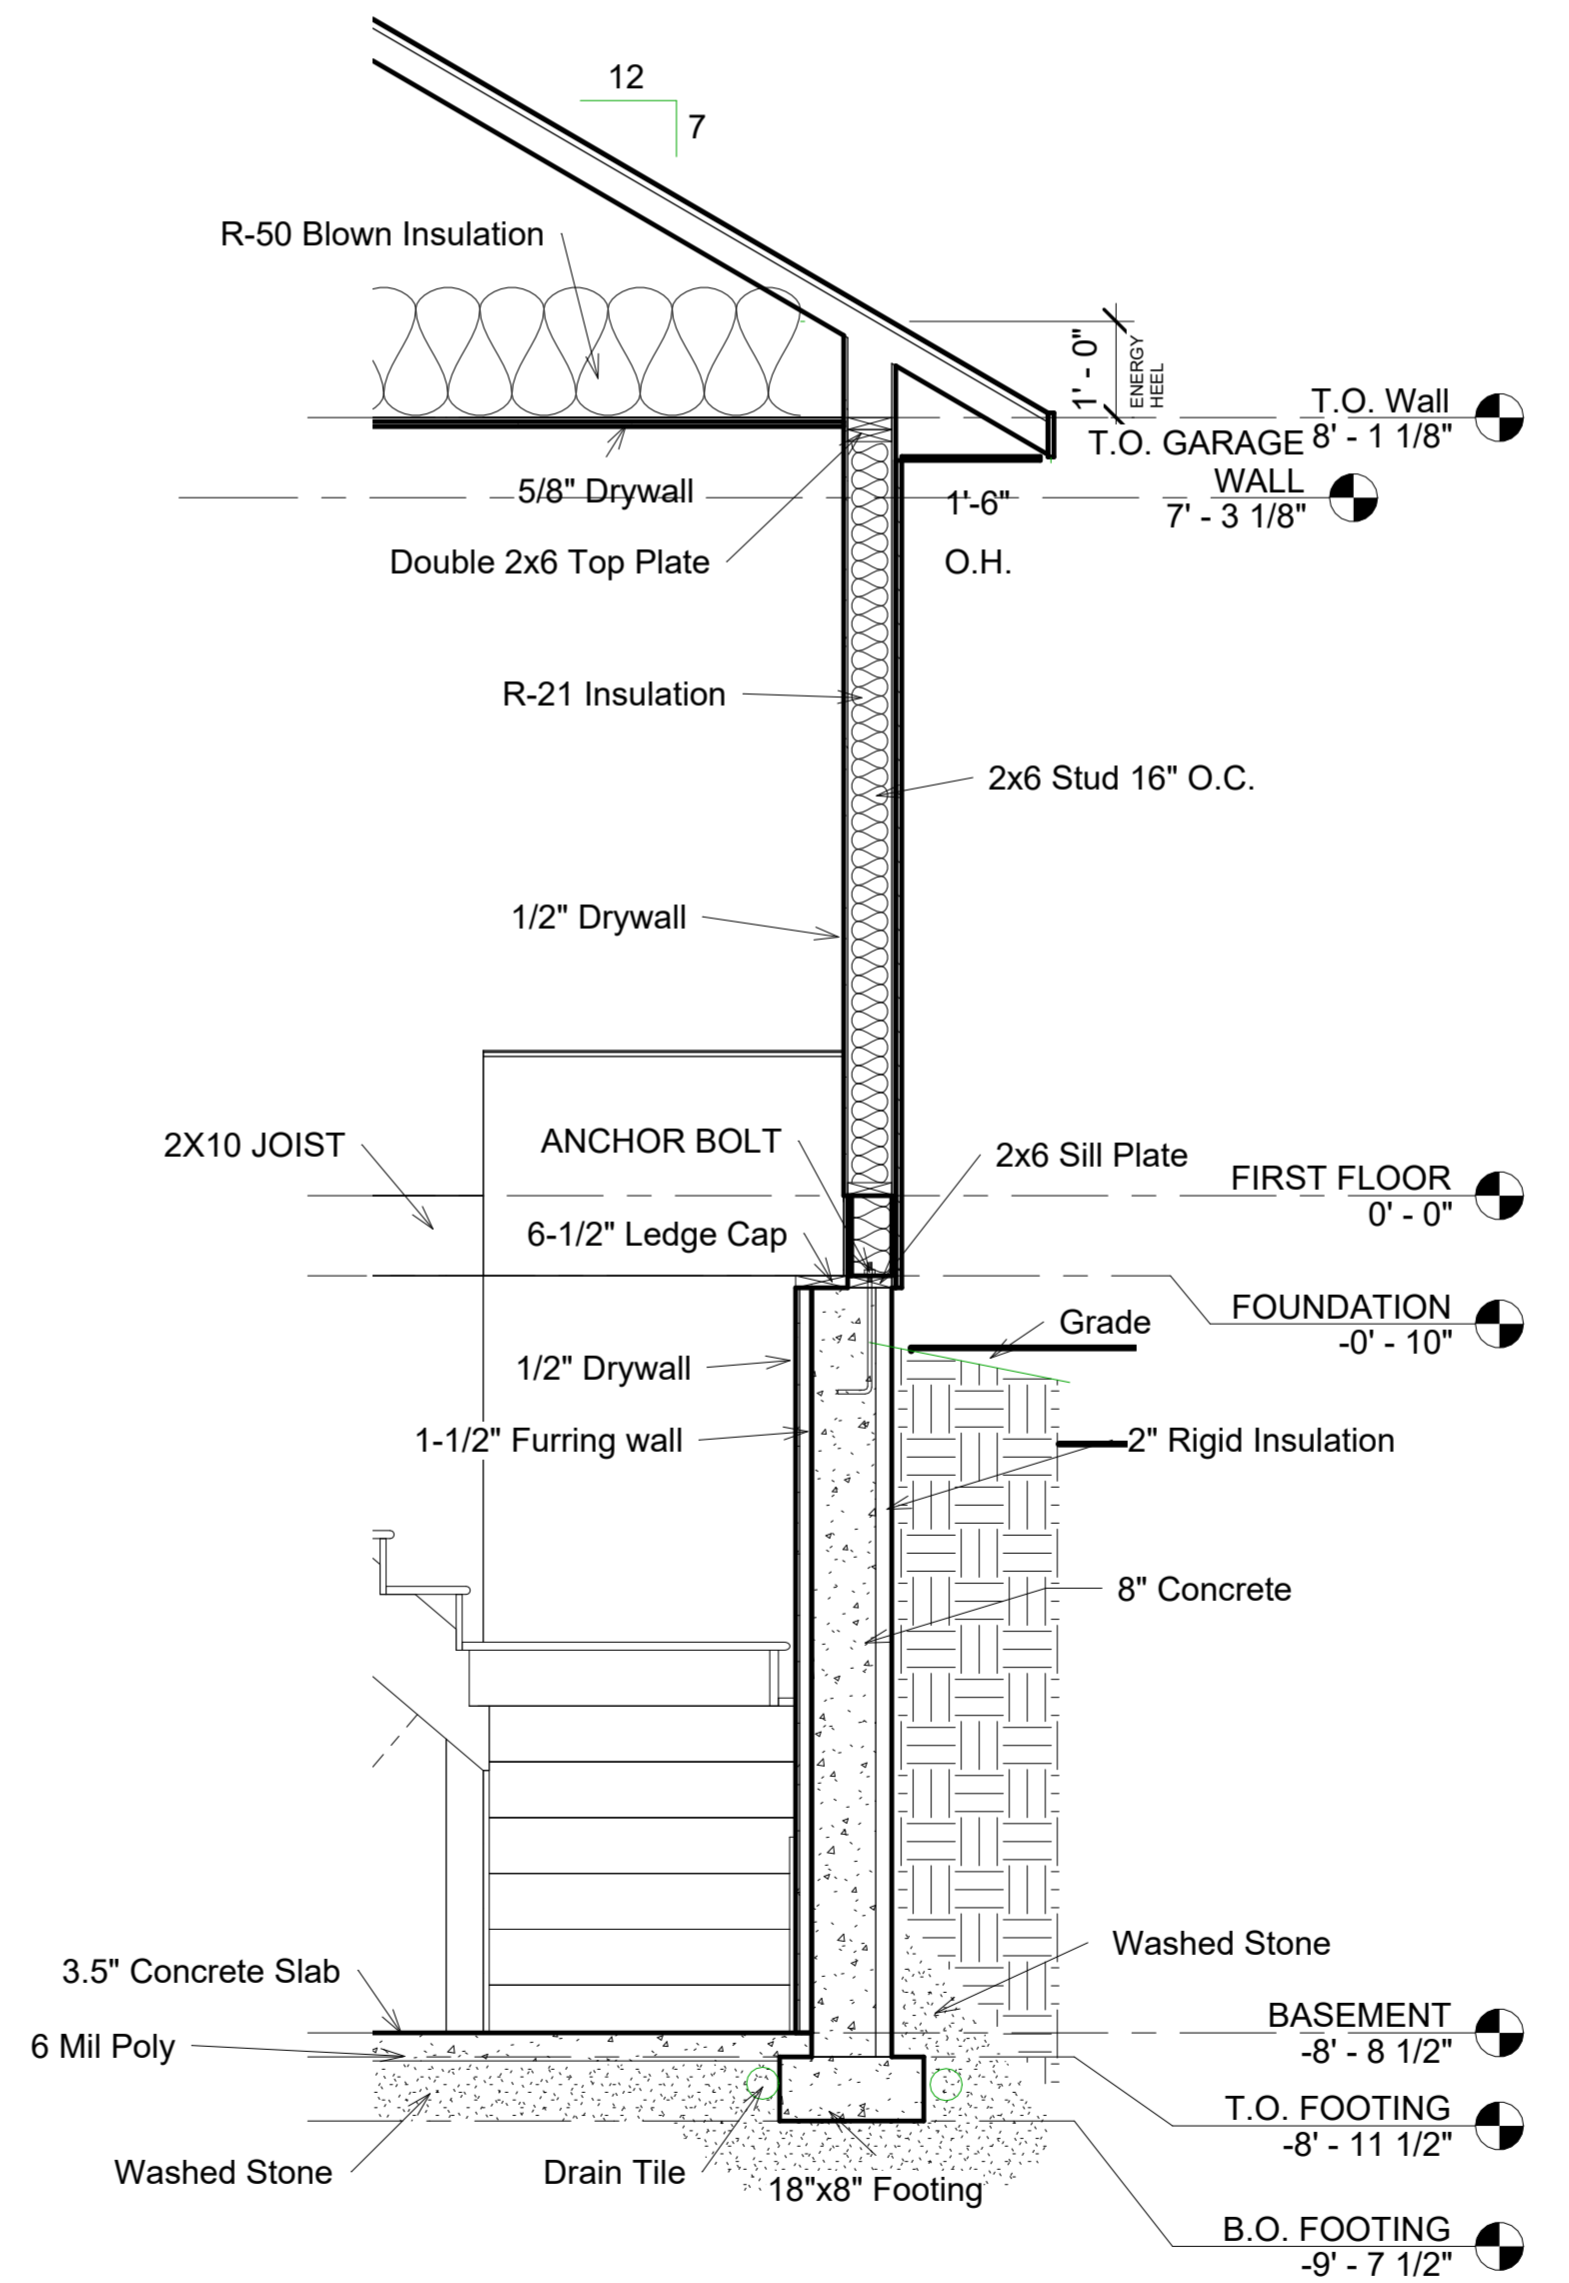 12
7
R-50 Blown Insulation
1' - 0"
ENERGY
HEEL
T.O. Wall
8' - 1 1/8"
T.O. GARAGE
WALL
7' - 3 1/8"
5/8" Drywall
1'-6"
O.H.
Double 2x6 Top Plate
R-21 Insulation
2x6 Stud 16" O.C.
1/2" Drywall
2X10 JOIST
ANCHOR BOLT
2x6 Sill Plate
FIRST FLOOR
0' - 0"
6-1/2" Ledge Cap
FOUNDATION
-0' - 10"
Grade
1/2" Drywall
1-1/2" Furring wall
2" Rigid Insulation
8" Concrete
Washed Stone
3.5" Concrete Slab
6 Mil Poly
BASEMENT
-8' - 8 1/2"
T.O. FOOTING
-8' - 11 1/2"
Washed Stone
Drain Tile
18"x8" Footing
B.O. FOOTING
-9' - 7 1/2"